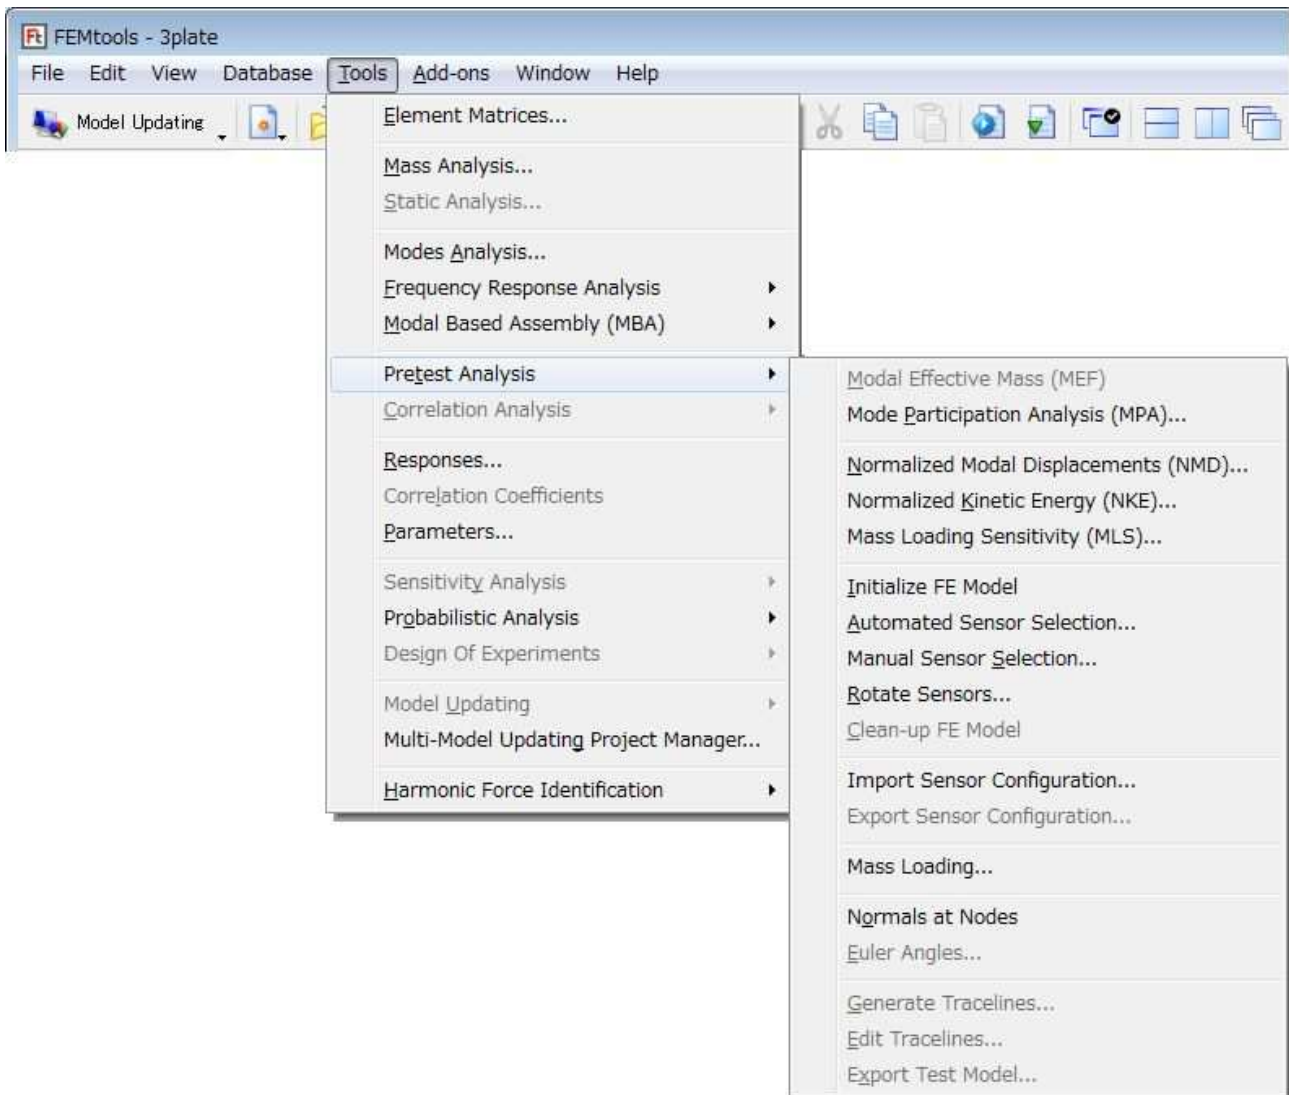 Ft FEMtools - 3plate
File Edit View Database Tools Add-ons Window Help
Model Updating
Element Matrices...
Mass Analysis...
Static Analysis...
Modes Analysis...
Frequency Response Analysis
Modal Based Assembly (MBA)
Pretest Analysis
Correlation Analysis
Responses...
Correlation Coefficients
Parameters...
Sensitivity Analysis
Probabilistic Analysis
Design Of Experiments
Model Updating
Multi-Model Updating Project Manager...
Harmonic Force Identification
Modal Effective Mass (MEF)
Mode Participation Analysis (MPA)...
Normalized Modal Displacements (NMD)...
Normalized Kinetic Energy (NKE)...
Mass Loading Sensitivity (MLS)...
Initialize FE Model
Automated Sensor Selection...
Manual Sensor Selection...
Rotate Sensors...
Clean-up FE Model
Import Sensor Configuration...
Export Sensor Configuration...
Mass Loading...
Normals at Nodes
Euler Angles...
Generate Tracelines...
Edit Tracelines...
Export Test Model...